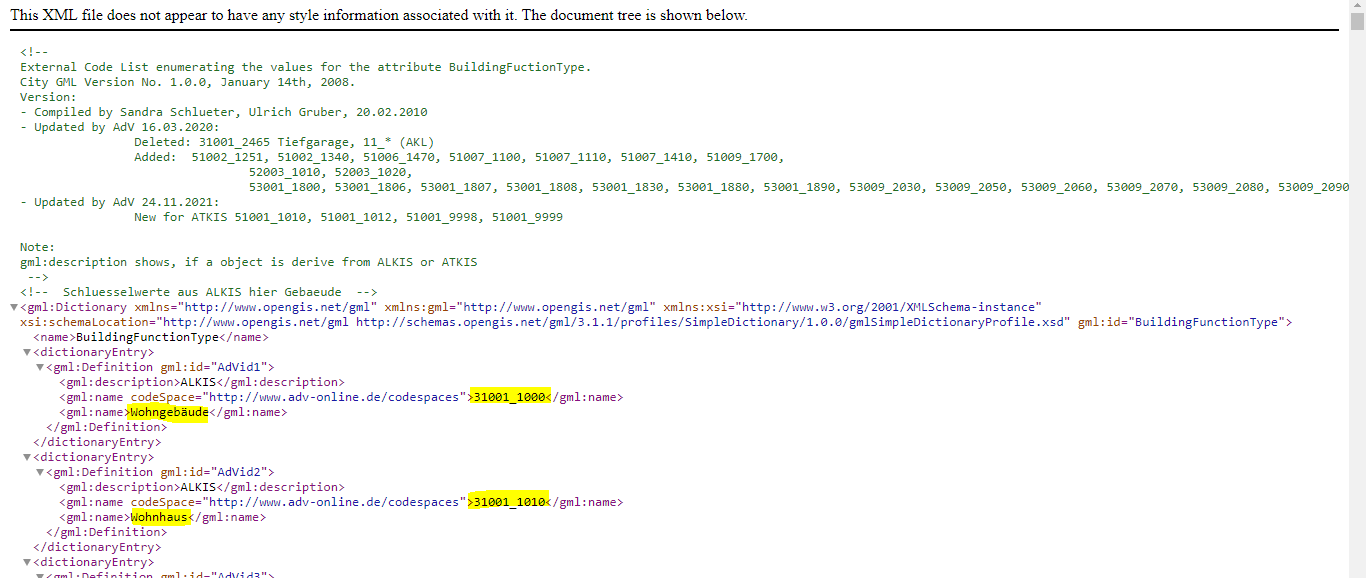 This XML file does not appear to have any style information associated with it. The document tree is shown below.
<!--
External Code List enumerating the values for the attribute BuildingFuctionType.
City GML Version No. 1.0.0, January 14th, 2008.
Version:
- Compiled by Sandra Schlueter, Ulrich Gruber, 20.02.2010
- Updated by AdV 16.03.2020:
Deleted: 31001_2465 Tiefgarage, 11_* (AKL)
Added: 51002_1251, 51002_1340, 51006_1470, 51007_1100, 51007_1110, 51007_1410, 51009_1700,
52003_1010, 52003_1020,
53001_1800, 53001_1806, 53001_1807, 53001_1808, 53001_1830, 53001_1880, 53001_1890, 53009_2030, 53009_2050, 53009_2060, 53009_2070, 53009_2080, 53009_2090
- Updated by AdV 24.11.2021:
New for ATKIS 51001_1010, 51001_1012, 51001_9998, 51001_9999
Note:
gml:description shows, if a object is derive from ALKIS or ATKIS
-->
<!-- Schluesselwerte aus ALKIS hier Gebaeude -->
<gml:Dictionary xmlns="http://www.opengis.net/gml" xmlns:gml="http://www.opengis.net/gml" xmlns:xsi="http://www.w3.org/2001/XMLSchema-instance"
xsi:schemaLocation="http://www.opengis.net/gml http://schemas.opengis.net/gml/3.1.1/profiles/SimpleDictionary/1.0.0/gmlSimpleDictionaryProfile.xsd" gml:id="BuildingFunctionType">
<name>BuildingFunctionType</name>
<dictionaryEntry>
<gml:Definition gml:id="AdVid1">
<gml:description>ALKIS</gml:description>
<gml:name codeSpace="http://www.adv-online.de/codespaces">31001_1000</gml:name>
<gml:name>Wohngebäude</gml:name>
</gml:Definition>
</dictionaryEntry>
<dictionaryEntry>
<gml:Definition gml:id="AdVid2">
<gml:description>ALKIS</gml:description>
<gml:name codeSpace="http://www.adv-online.de/codespaces">31001_1010</gml:name>
<gml:name>Wohnhaus</gml:name>
</gml:Definition>
</dictionaryEntry>
<dictionaryEntry>
<gml:Definition gml:id="AdVid3">